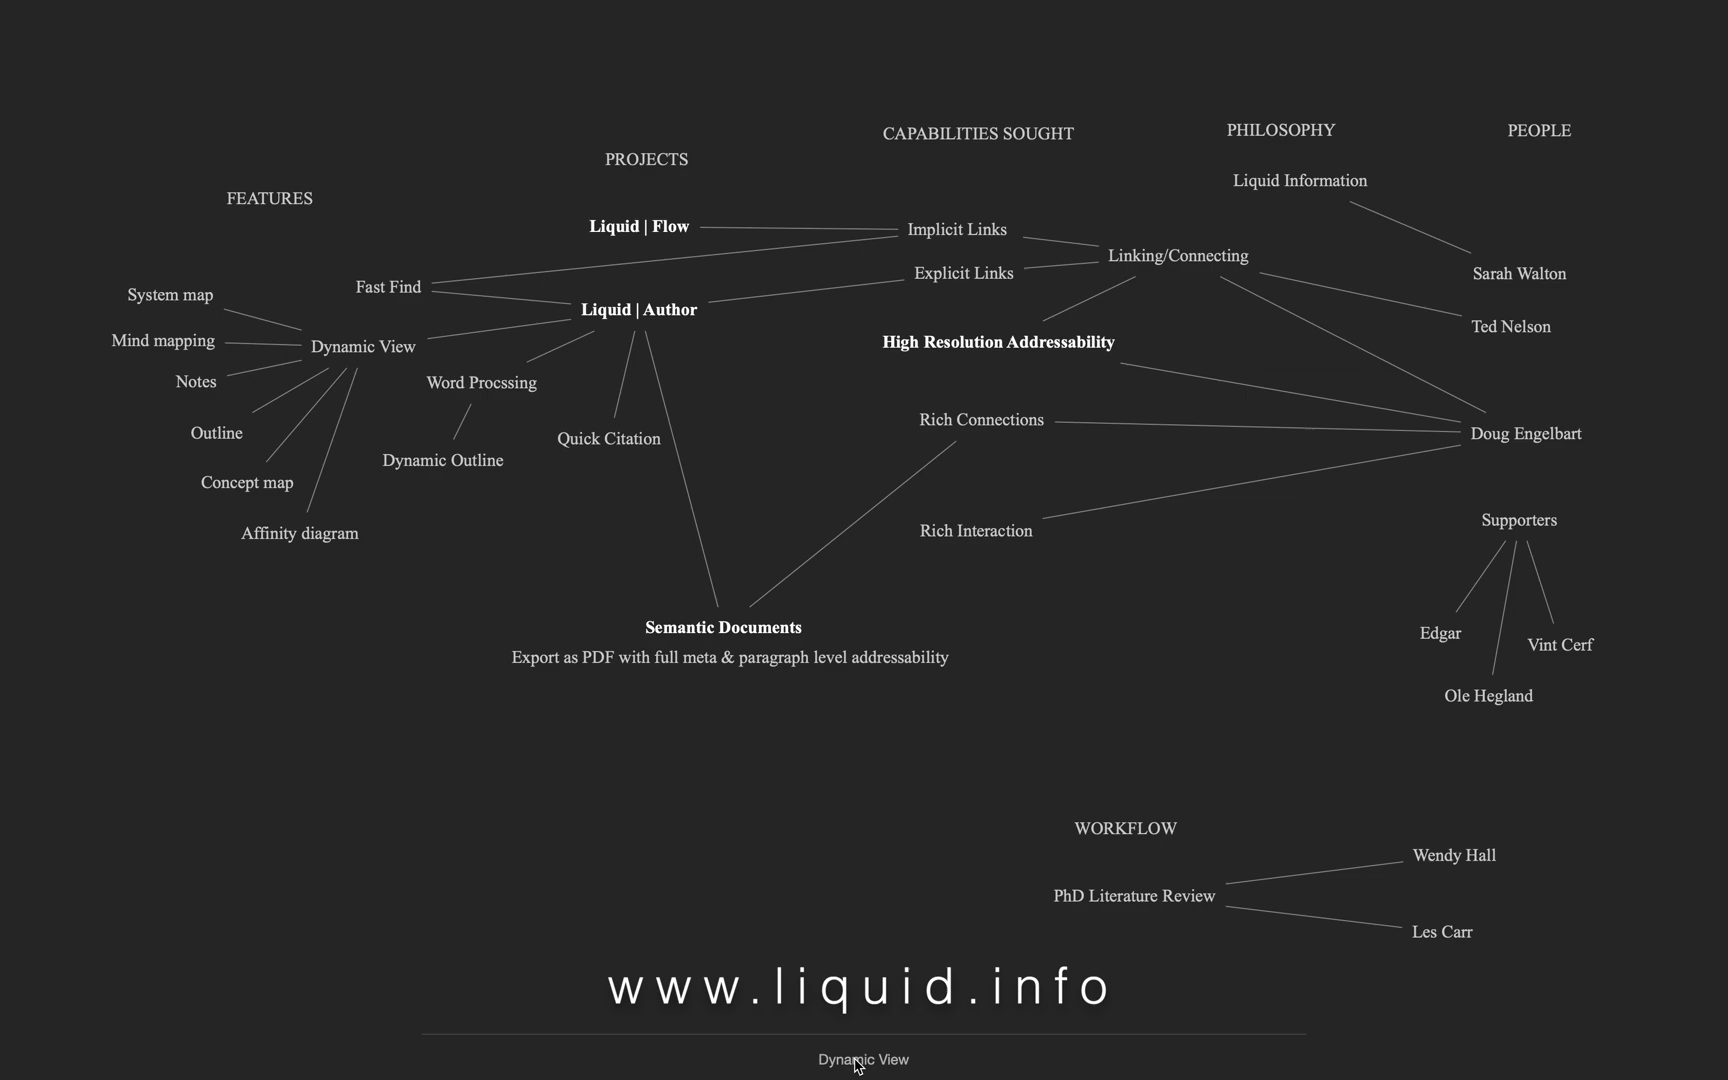 CAPABILITIES SOUGHT
PHILOSOPHY
PEOPLE
PROJECTS
FEATURES
Liquid Information
Liquid | Flow
Implicit Links
Linking/Connecting
Explicit Links
Sarah Walton
Fast Find
System map
Liquid | Author
Ted Nelson
Mind mapping
Dynamic View
High Resolution Addressability
Notes
Word Procssing
Rich Connections
Outline
Quick Citation
Doug Engelbart
Dynamic Outline
Concept map
Supporters
Affinity diagram
Rich Interaction
Semantic Documents
Export as PDF with full meta & paragraph level addressability
Edgar
Vint Cerf
Ole Hegland
WORKFLOW
Wendy Hall
PhD Literature Review
Les Carr
www.liquid.info
Dynamic View